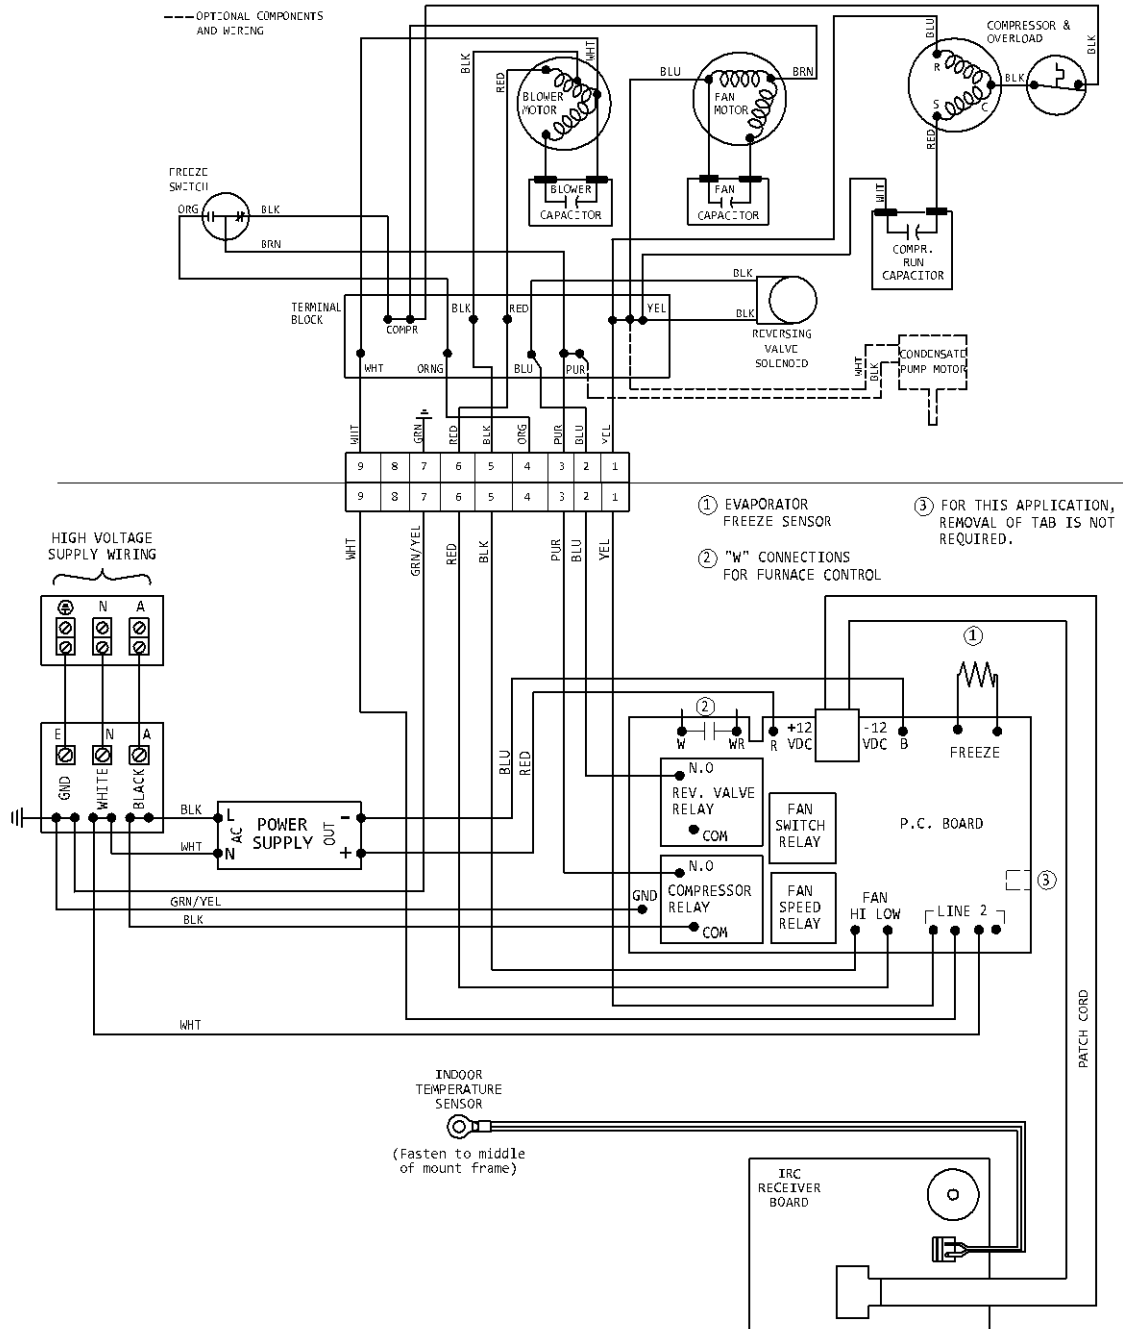 OPTIONAL COMPONENTS
AND WIRING
COMPRESSOR &
OVERLOAD
BLU
BLK
WHT
BLK
RED
BLU
BRN
BLK
R
S
C
RED
BLOWER
MOTOR
FAN
MOTOR
BLOWER
CAPACITOR
FAN
CAPACITOR
WHT
COMPR.
RUN
CAPACITOR
FREEZE
SWITCH
ORG
BLK
BRN
TERMINAL
BLOCK
COMPR
BLK
RED
YEL
WHT
ORNG
BLU
PUR
BLK
BLK
REVERSING
VALVE
SOLENOID
WHT
BLK
CONDENSATE
PUMP MOTOR
WHT
GRN
RED
BLK
ORG
PUR
BLU
YEL
9 8 7 6 5 4 3 2 1
9 8 7 6 5 4 3 2 1
WHT
GRN/YEL
RED
BLK
PUR
BLU
YEL
1 EVAPORATOR
FREEZE SENSOR
2 "W" CONNECTIONS
FOR FURNACE CONTROL
3 FOR THIS APPLICATION,
REMOVAL OF TAB IS NOT
REQUIRED.
HIGH VOLTAGE
SUPPLY WIRING
N A
E N A
GND
WHITE
BLACK
BLK
WHT
L
N
AC
POWER
SUPPLY
OUT
-
+
BLU
RED
GRN/YEL
BLK
WHT
1
2
W
WR
R
+12
VDC
-12
VDC
B
FREEZE
N.O
REV. VALVE
RELAY
COM
FAN
SWITCH
RELAY
P.C. BOARD
N.O
COMPRESSOR
RELAY
COM
GND
FAN
SPEED
RELAY
FAN
HI LOW
LINE 2
3
PATCH CORD
INDOOR
TEMPERATURE
SENSOR
(Fasten to middle
of mount frame)
IRC
RECEIVER
BOARD